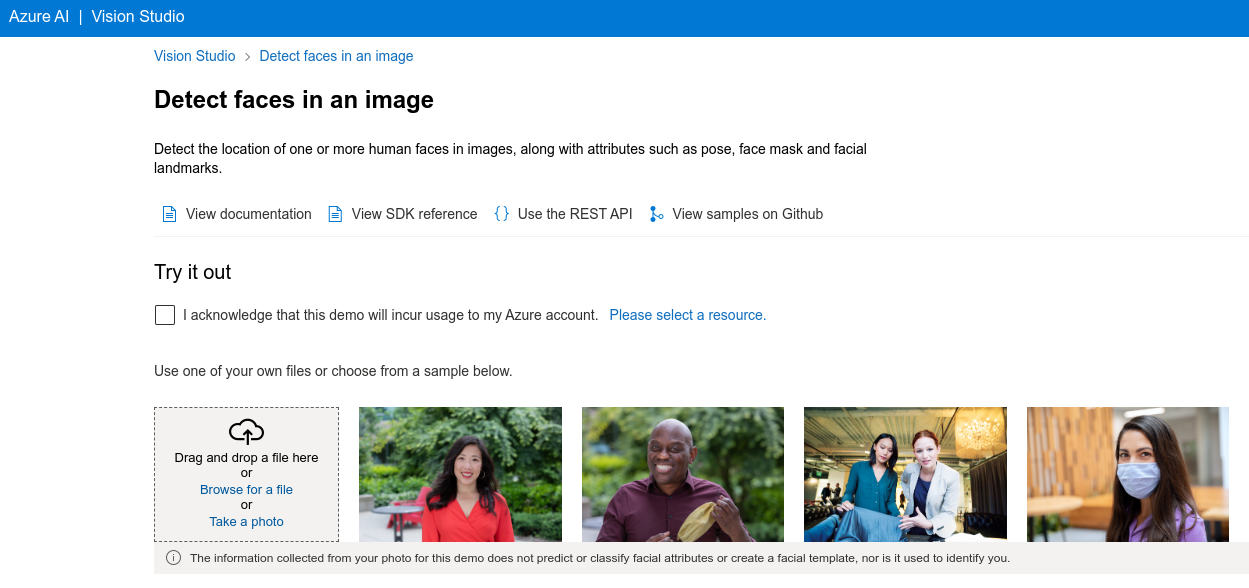 Azure AI | Vision Studio
Vision Studio > Detect faces in an image
Detect faces in an image
Detect the location of one or more human faces in images, along with attributes such as pose, face mask and facial
landmarks.
View documentation View SDK reference {} Use the REST API View samples on Github
Try it out
I acknowledge that this demo will incur usage to my Azure account. Please select a resource.
Use one of your own files or choose from a sample below.
Drag and drop a file here
or
Browse for a file
or
Take a photo
The information collected from your photo for this demo does not predict or classify facial attributes or create a facial template, nor is it used to identify you.